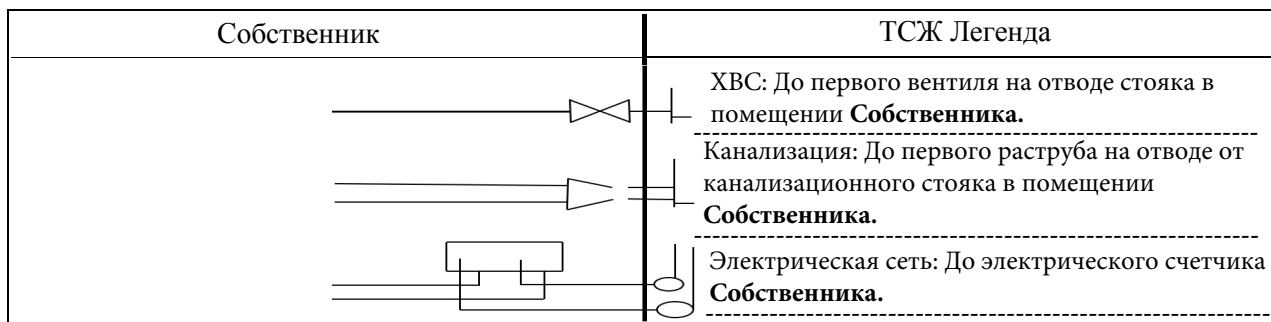 Собственник
ТСЖ Легенда
ХВС: До первого вентиля на отводе стояка в
помещении Собственника.
Канализация: До первого раструба на отводе от
канализационного стояка в помещении
Собственника.
Электрическая сеть: До электрического счетчика
Собственника.